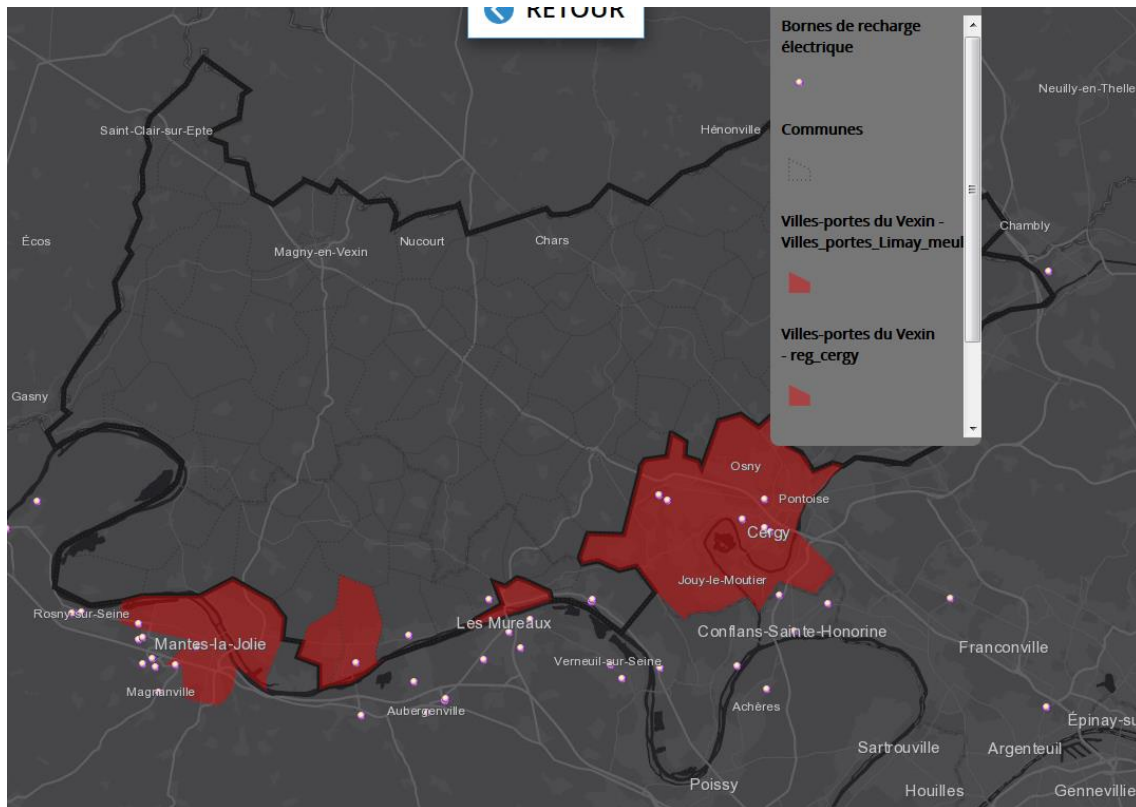 RETOUR
Bornes de recharge
électrique
Communes
Villes-portes du Vexin -
Villes_portes_Limay_meul
Villes-portes du Vexin
- reg_cergy
Neuilly-en-Thelle
Saint-Clair-sur-Epte
Hénonville
Chambly
Écos
Magny-en-Vexin
Nucourt
Chars
Gasny
Osny
Pontoise
Cergy
Jouy-le-Moutier
Rosny-sur-Seine
Mantes-la-Jolie
Les Mureaux
Conflans-Sainte-Honorine
Franconville
Verneuil-sur-Seine
Magnanville
Aubergenville
Achères
Épinay-su
Sartrouville
Argenteuil
Poissy
Houilles
Gennevillie